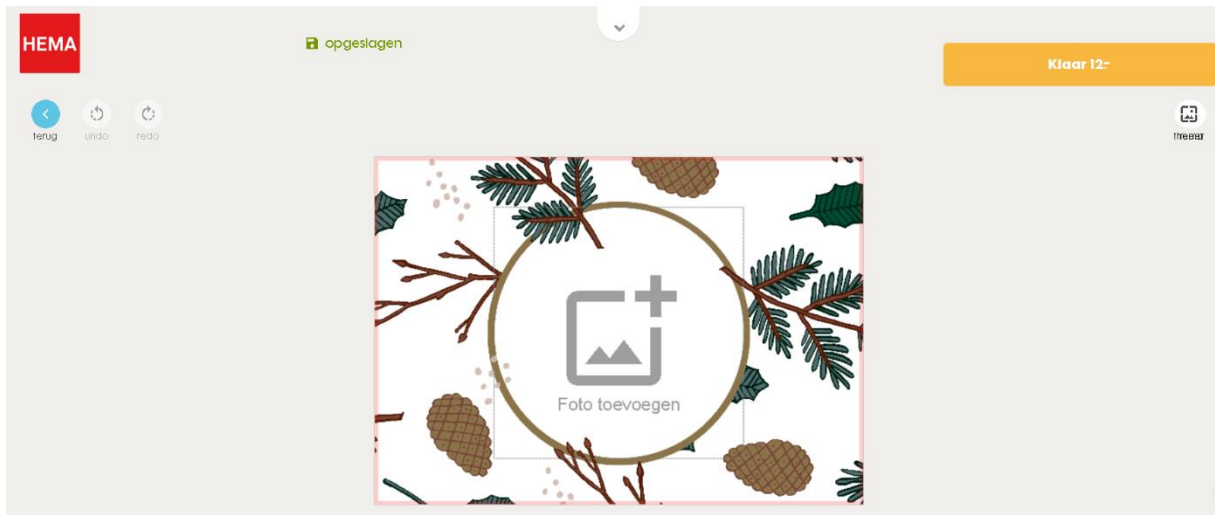 HEMA
opgeslagen
Klaar 12:-
terug
undo
redo
Foto toevoegen